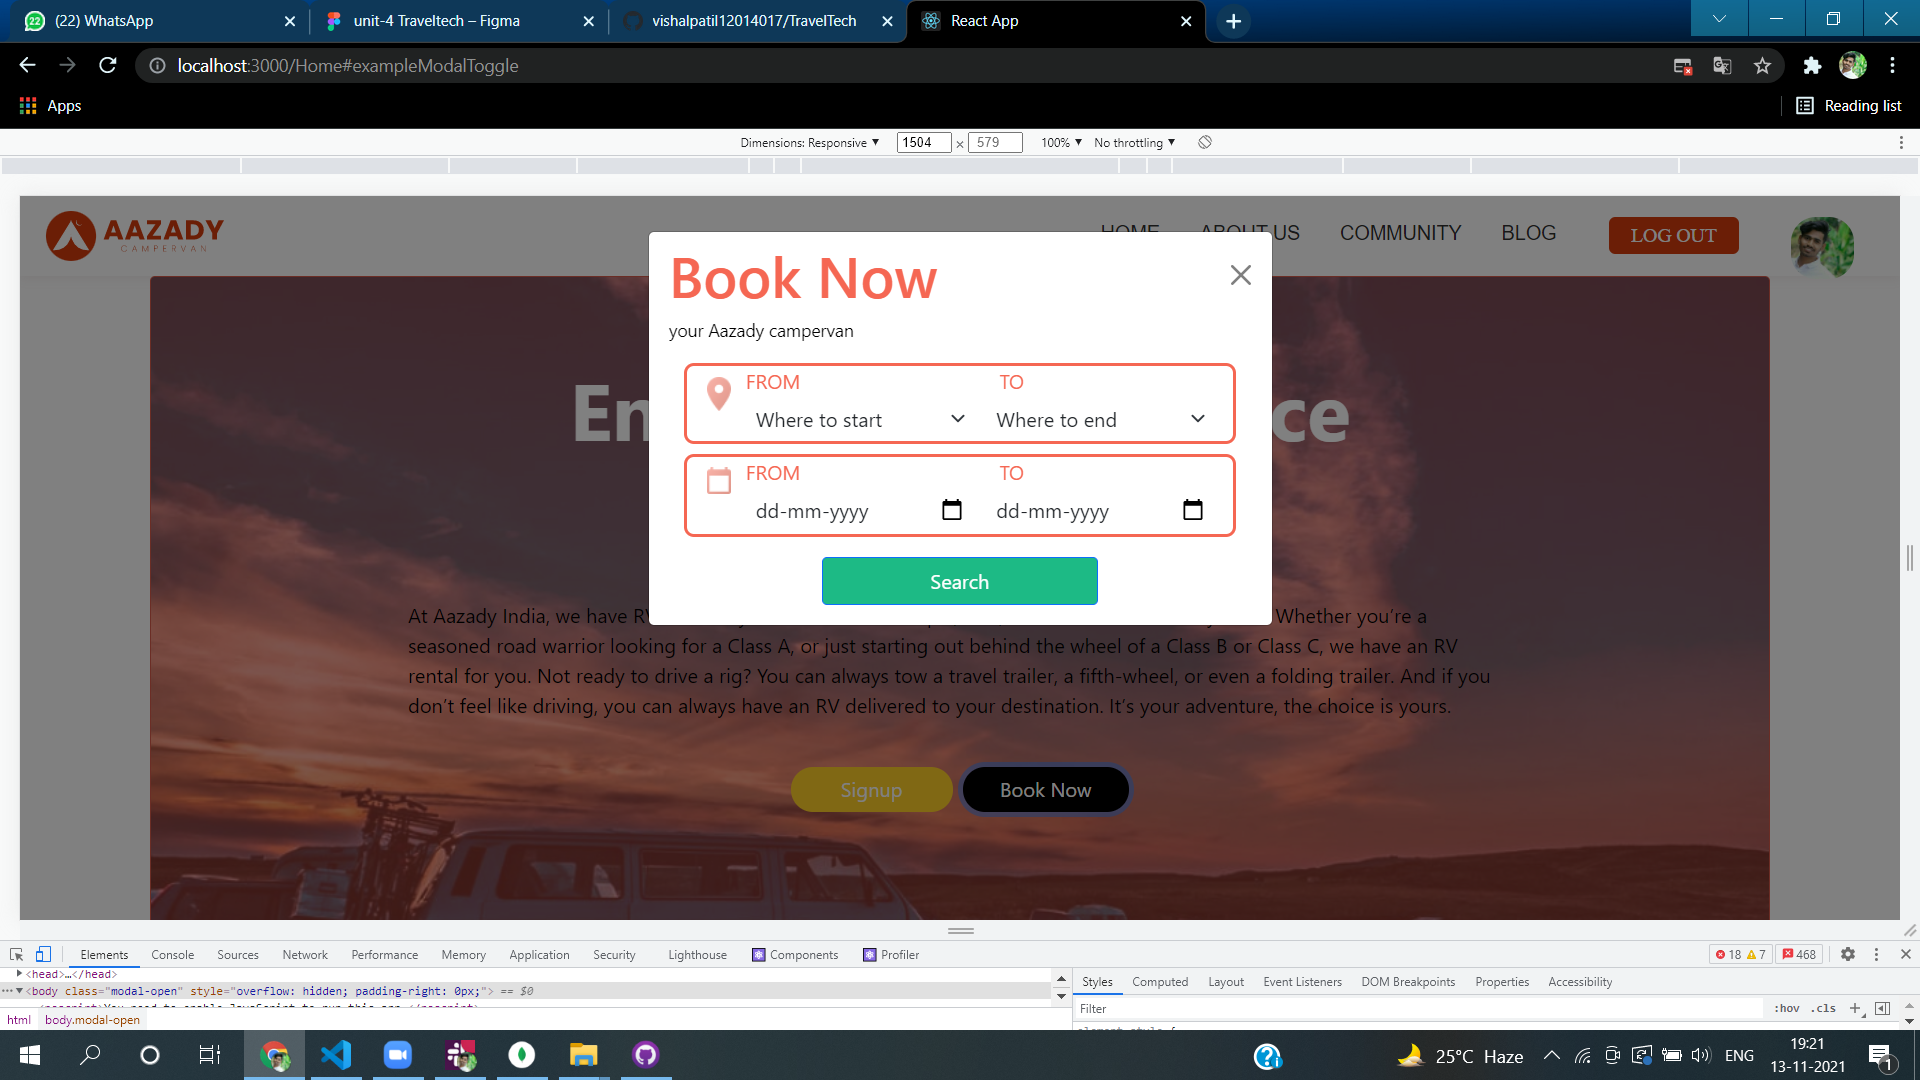 (22) WhatsApp
unit-4 Traveltech – Figma
vishalpatil12014017/TravelTech
React App
localhost:3000/Home#exampleModalToggle
Apps
Reading list
Dimensions: Responsive ▼ 1504 × 579 100% ▼ No throttling ▼
AAZADY
CAMPERVAN
HOME
ABOUT US
COMMUNITY
BLOG
LOG OUT
Book Now
your Aazady campervan
FROM TO
Where to start Where to end
FROM TO
dd-mm-yyyy dd-mm-yyyy
Search
En ce
At Aazady India, we have RV Whether you’re a
seasoned road warrior looking for a Class A, or just starting out behind the wheel of a Class B or Class C, we have an RV
rental for you. Not ready to drive a rig? You can always tow a travel trailer, a fifth-wheel, or even a folding trailer. And if you
don’t feel like driving, you can always have an RV delivered to your destination. It’s your adventure, the choice is yours.
Signup
Book Now
Elements Console Sources Network Performance Memory Application Security Lighthouse Components Profiler 18 7 468
<head>…</head>
<body class="modal-open" style="overflow: hidden; padding-right: 0px;"> == $0
html body.modal-open
Styles Computed Layout Event Listeners DOM Breakpoints Properties Accessibility
Filter :hov .cls
25°C Haze
ENG
19:21
13-11-2021
1